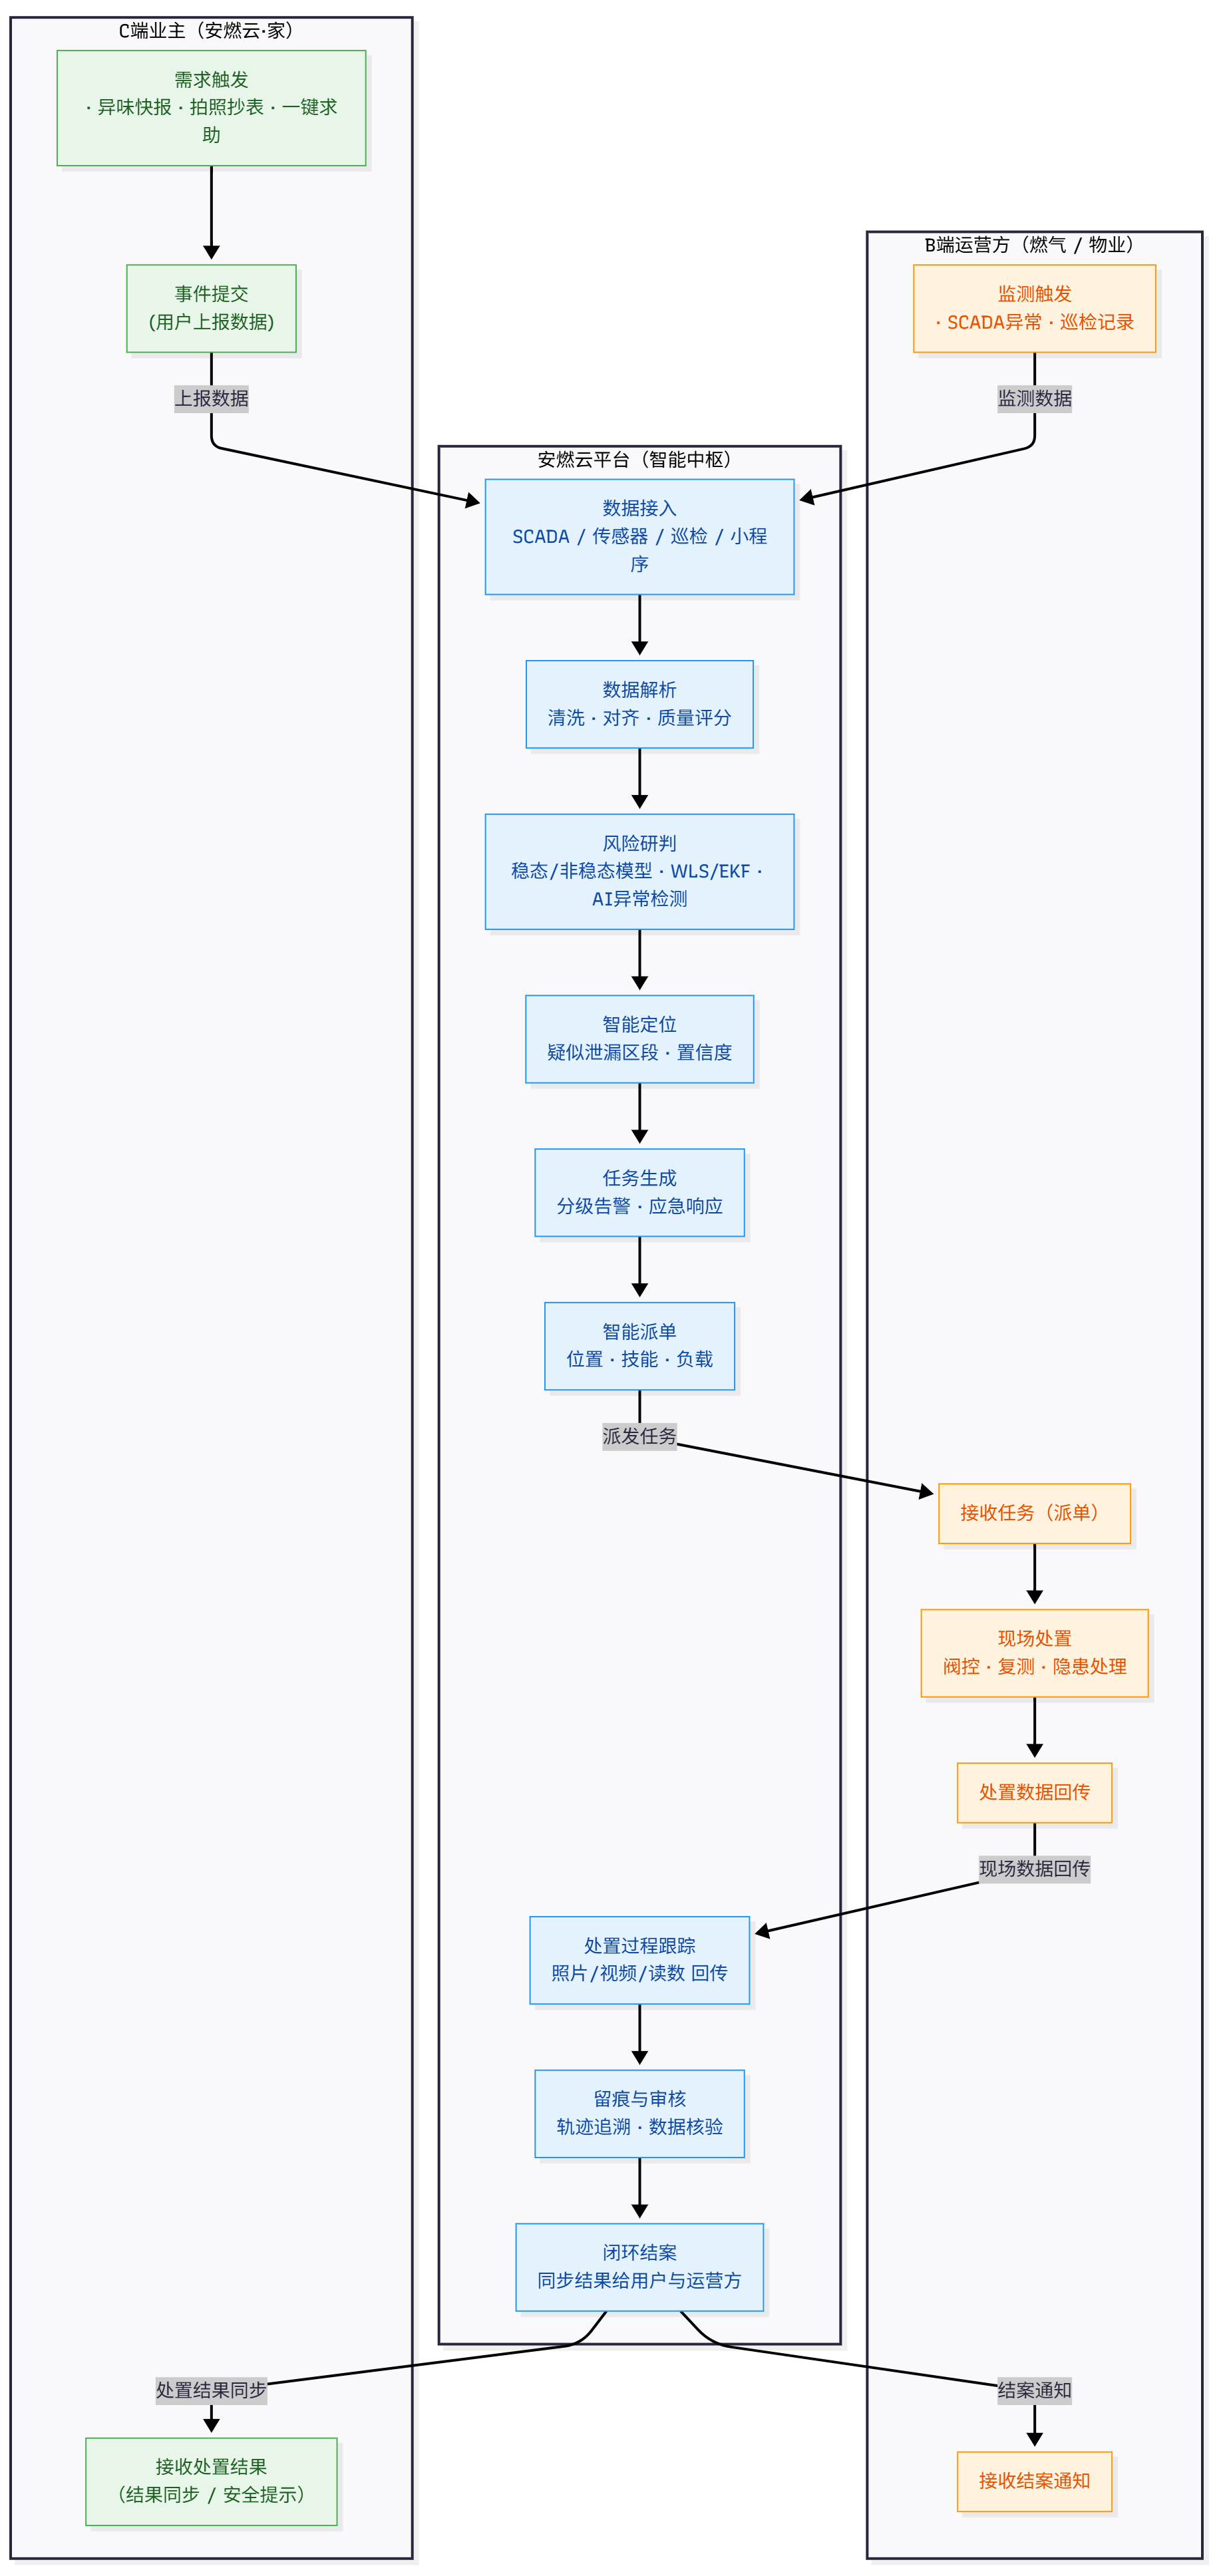 C端业主（安燃云·家）
需求触发
· 异味快报 · 拍照抄表 · 一键求
助
事件提交
(用户上报数据)
上报数据
B端运营方（燃气 / 物业）
监测触发
· SCADA异常 · 巡检记录
监测数据
安燃云平台（智能中枢）
数据接入
SCADA / 传感器 / 巡检 / 小程
序
数据解析
清洗 · 对齐 · 质量评分
风险研判
稳态/非稳态模型 · WLS/EKF ·
AI异常检测
智能定位
疑似泄漏区段 · 置信度
任务生成
分级告警 · 应急响应
智能派单
位置 · 技能 · 负载
派发任务
接收任务（派单）
现场处置
阀控 · 复测 · 隐患处理
处置数据回传
现场数据回传
处置过程跟踪
照片/视频/读数 回传
留痕与审核
轨迹追溯 · 数据核验
闭环结案
同步结果给用户与运营方
处置结果同步
接收处置结果
（结果同步 / 安全提示）
结案通知
接收结案通知